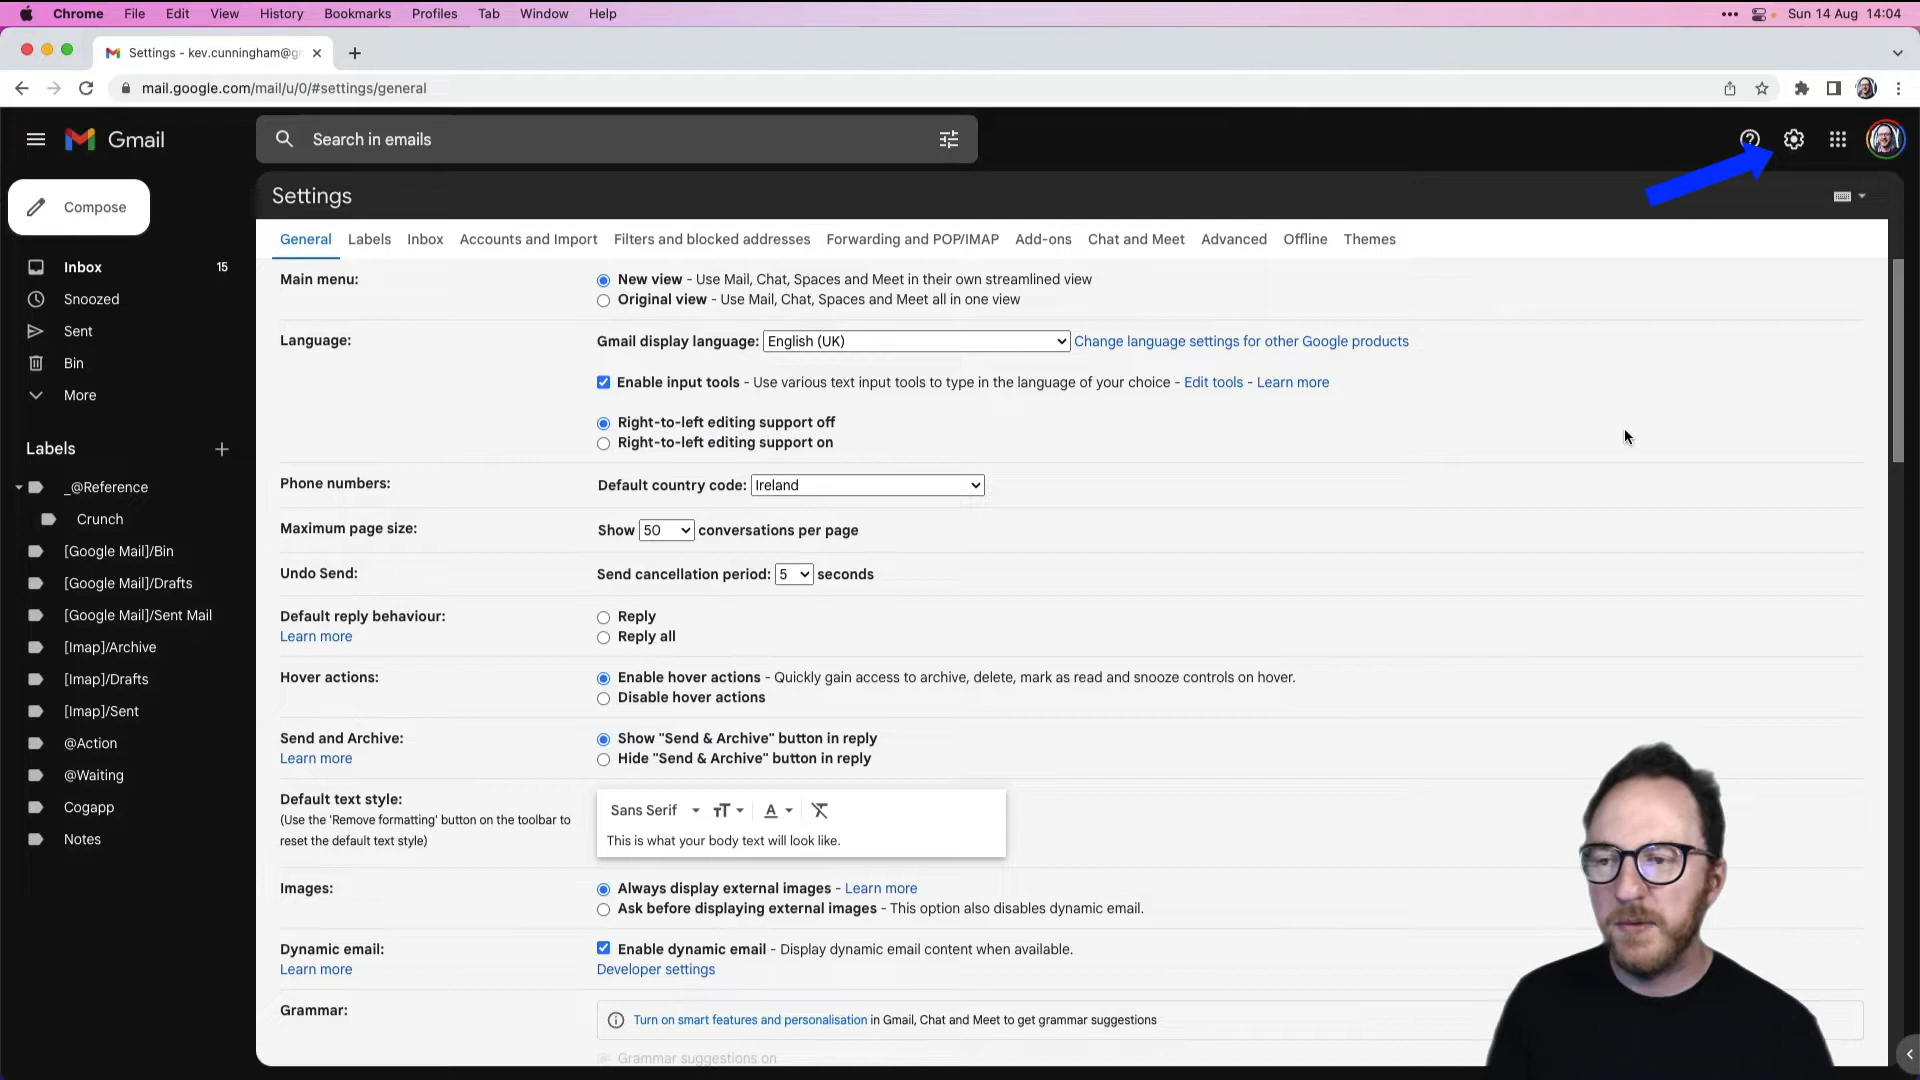 Chrome File Edit View History Bookmarks Profiles Tab Window Help Sun 14 Aug 14:04
Settings - kev.cunningham@g
mail.google.com/mail/u/0/#settings/general
Gmail Search in emails
Compose
Inbox 15
Snoozed
Sent
Bin
More
Labels
_@Reference
Crunch
[Google Mail]/Bin
[Google Mail]/Drafts
[Google Mail]/Sent Mail
[Imap]/Archive
[Imap]/Drafts
[Imap]/Sent
@Action
@Waiting
Cogapp
Notes
Settings
General Labels Inbox Accounts and Import Filters and blocked addresses Forwarding and POP/IMAP Add-ons Chat and Meet Advanced Offline Themes
Main menu: New view - Use Mail, Chat, Spaces and Meet in their own streamlined view
Original view - Use Mail, Chat, Spaces and Meet all in one view
Language: Gmail display language: English (UK) Change language settings for other Google products
Enable input tools - Use various text input tools to type in the language of your choice - Edit tools - Learn more
Right-to-left editing support off
Right-to-left editing support on
Phone numbers: Default country code: Ireland
Maximum page size: Show 50 conversations per page
Undo Send: Send cancellation period: 5 seconds
Default reply behaviour: Reply
Learn more Reply all
Hover actions: Enable hover actions - Quickly gain access to archive, delete, mark as read and snooze controls on hover.
Disable hover actions
Send and Archive: Show "Send & Archive" button in reply
Learn more Hide "Send & Archive" button in reply
Default text style: Sans Serif
(Use the 'Remove formatting' button on the toolbar to
reset the default text style) This is what your body text will look like.
Images: Always display external images - Learn more
Ask before displaying external images - This option also disables dynamic email.
Dynamic email: Enable dynamic email - Display dynamic email content when available.
Learn more Developer settings
Grammar: Turn on smart features and personalisation in Gmail, Chat and Meet to get grammar suggestions
Grammar suggestions on